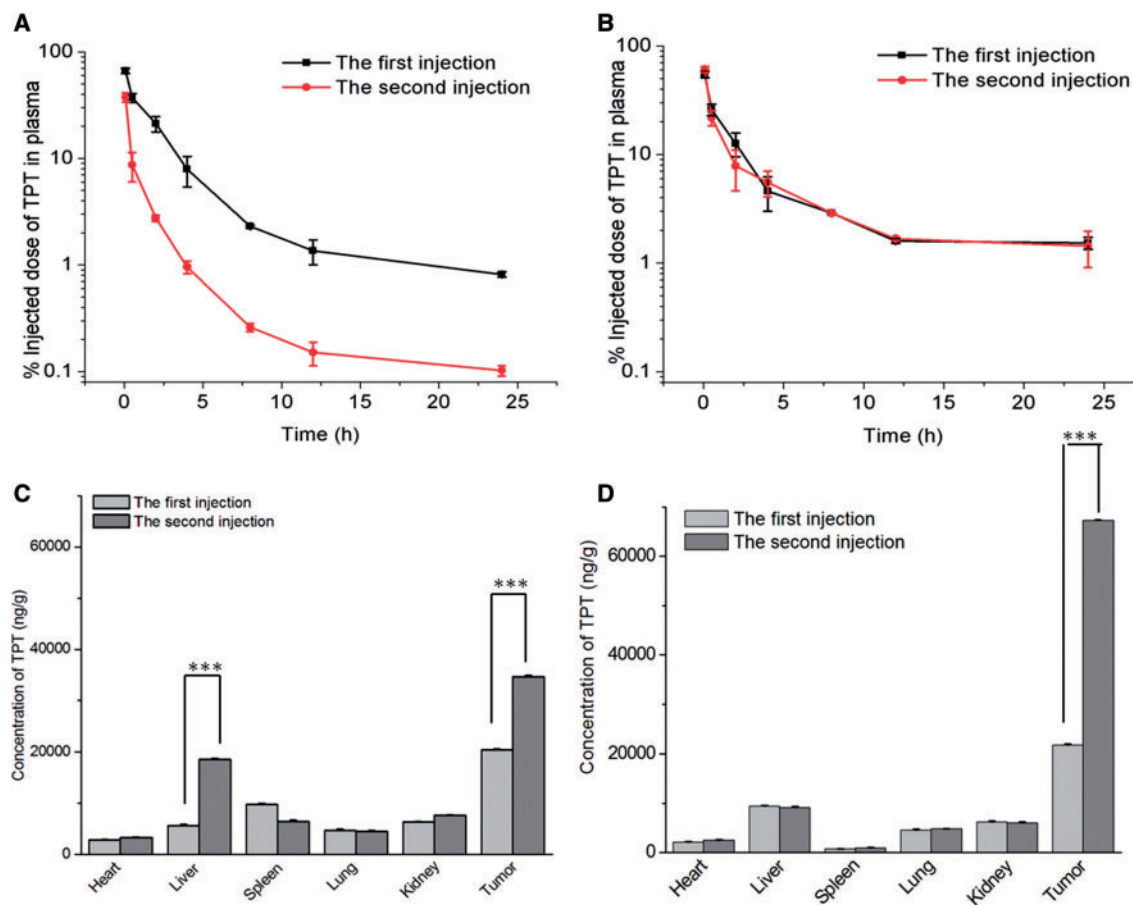 A
The first injection
The second injection
% Injected dose of TPT in plasma
100
10
1
0.1
0 5 10 15 20 25
Time (h)
B
The first injection
The second injection
% Injected dose of TPT in plasma
100
10
1
0.1
0 5 10 15 20 25
Time (h)
C
The first injection
The second injection
Concentration of TPT (ng/g)
60000
40000
20000
0
***
***
Heart Liver Spleen Lung Kidney Tumor
D
The first injection
The second injection
Concentration of TPT (ng/g)
60000
40000
20000
0
***
Heart Liver Spleen Lung Kidney Tumor